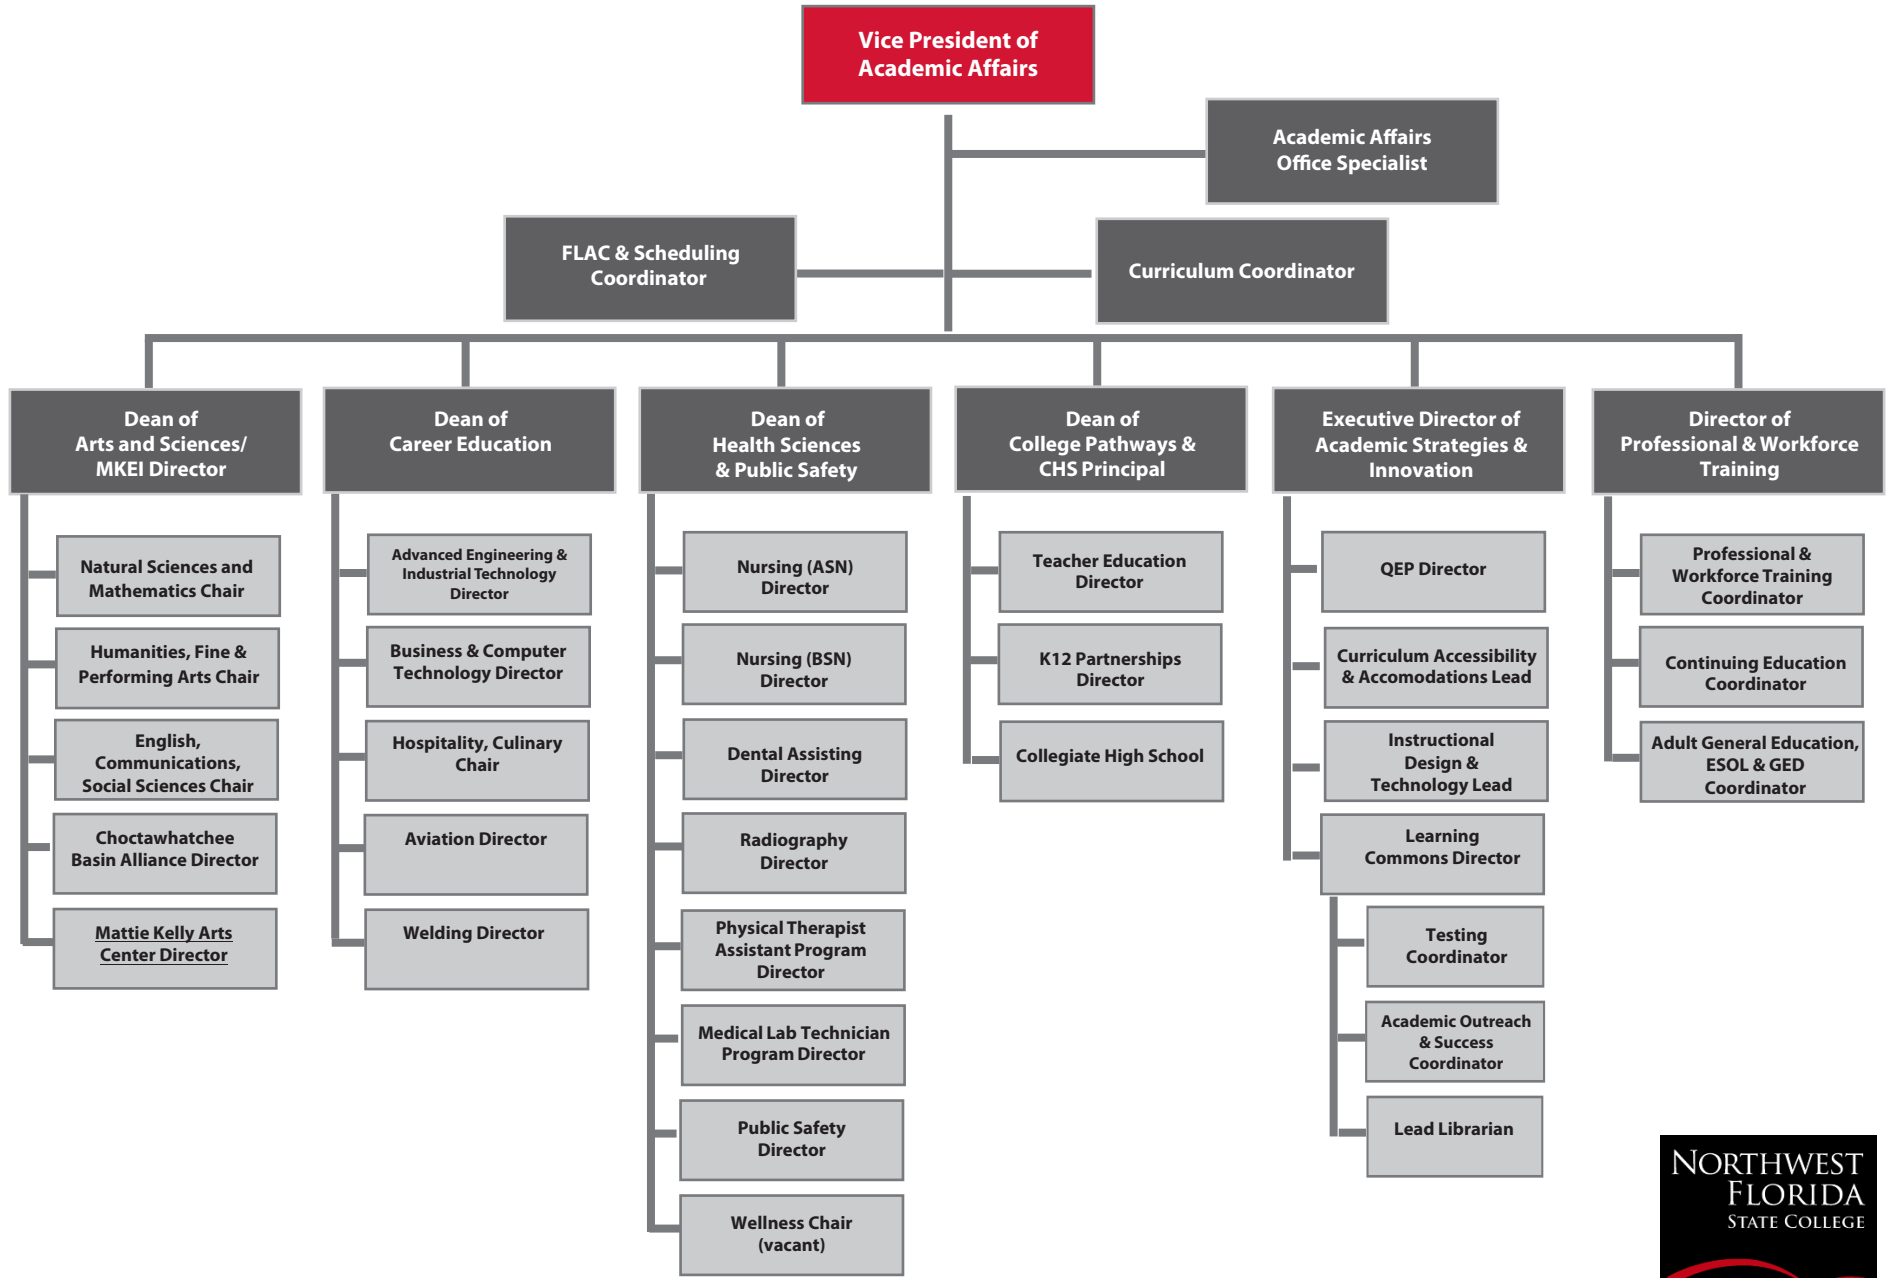 Vice President of
Academic Affairs
Academic Affairs
Office Specialist
FLAC & Scheduling
Coordinator
Curriculum Coordinator
Dean of
Arts and Sciences/
MKEI Director
Natural Sciences and
Mathematics Chair
Humanities, Fine &
Performing Arts Chair
English,
Communications,
Social Sciences Chair
Choctawhatchee
Basin Alliance Director
Mattie Kelly Arts
Center Director
Dean of
Career Education
Advanced Engineering &
Industrial Technology
Director
Business & Computer
Technology Director
Hospitality, Culinary
Chair
Aviation Director
Welding Director
Dean of
Health Sciences
& Public Safety
Nursing (ASN)
Director
Nursing (BSN)
Director
Dental Assisting
Director
Radiography
Director
Physical Therapist
Assistant Program
Director
Medical Lab Technician
Program Director
Public Safety
Director
Wellness Chair
(vacant)
Dean of
College Pathways &
CHS Principal
Teacher Education
Director
K12 Partnerships
Director
Collegiate High School
Executive Director of
Academic Strategies &
Innovation
QEP Director
Curriculum Accessibility
& Accomodations Lead
Instructional
Design &
Technology Lead
Learning
Commons Director
Testing
Coordinator
Academic Outreach
& Success
Coordinator
Lead Librarian
Director of
Professional & Workforce
Training
Professional &
Workforce Training
Coordinator
Continuing Education
Coordinator
Adult General Education,
ESOL & GED
Coordinator
NORTHWEST
FLORIDA
STATE COLLEGE